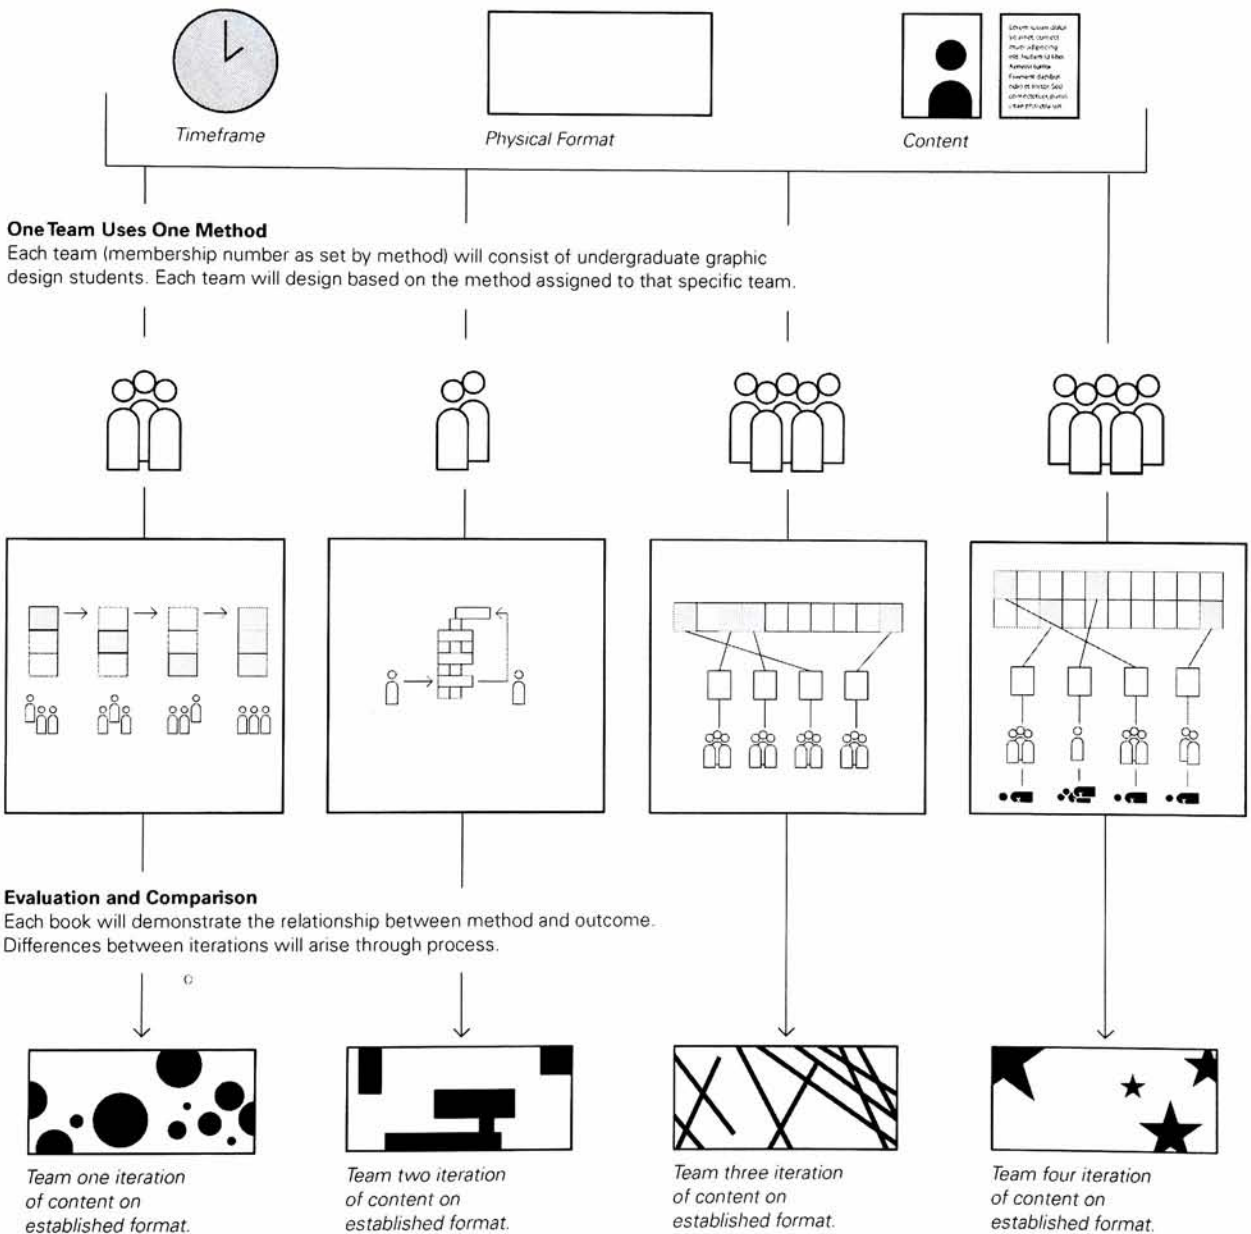 Lorem ipsum dolor
Timeframe
Physical Format
Content
One Team Uses One Method
Each team (membership number as set by method) will consist of undergraduate graphic
design students. Each team will design based on the method assigned to that specific team.
Evaluation and Comparison
Each book will demonstrate the relationship between method and outcome.
Differences between iterations will arise through process.
Team one iteration
of content on
established format.
Team two iteration
of content on
established format.
Team three iteration
of content on
established format.
Team four iteration
of content on
established format.